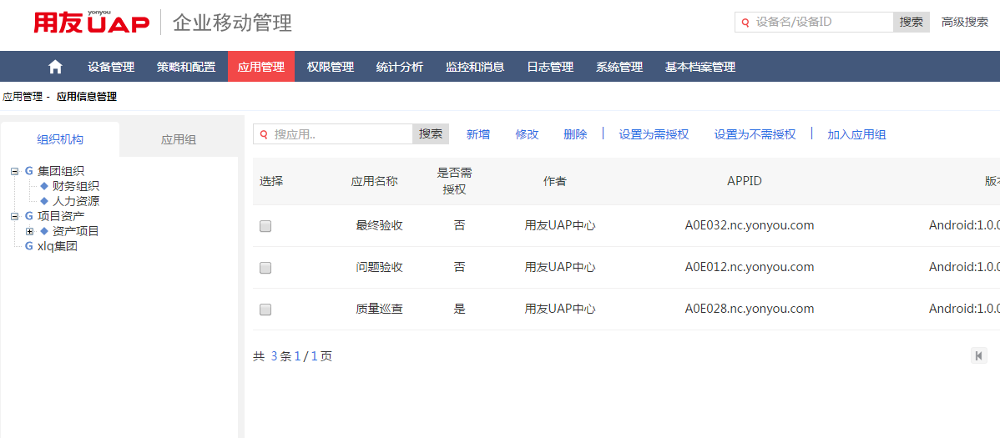 yonyou
用友UAP 企业移动管理
设备名/设备ID 搜索 高级搜索
设备管理 策略和配置 应用管理 权限管理 统计分析 监控和消息 日志管理 系统管理 基本档案管理
应用管理 - 应用信息管理
组织机构 应用组
G 集团组织
财务组织
人力资源
G 项目资产
资产项目
G xlq集团
搜应用.. 搜索 新增 修改 删除 | 设置为需授权 设置为不需授权 | 加入应用组
选择 应用名称 是否需授权 作者 APPID 版本
最终验收 否 用友UAP中心 A0E032.nc.yonyou.com Android:1.0.0
问题验收 否 用友UAP中心 A0E012.nc.yonyou.com Android:1.0.0
质量巡查 是 用友UAP中心 A0E028.nc.yonyou.com Android:1.0.0
共 3 条 1 / 1 页